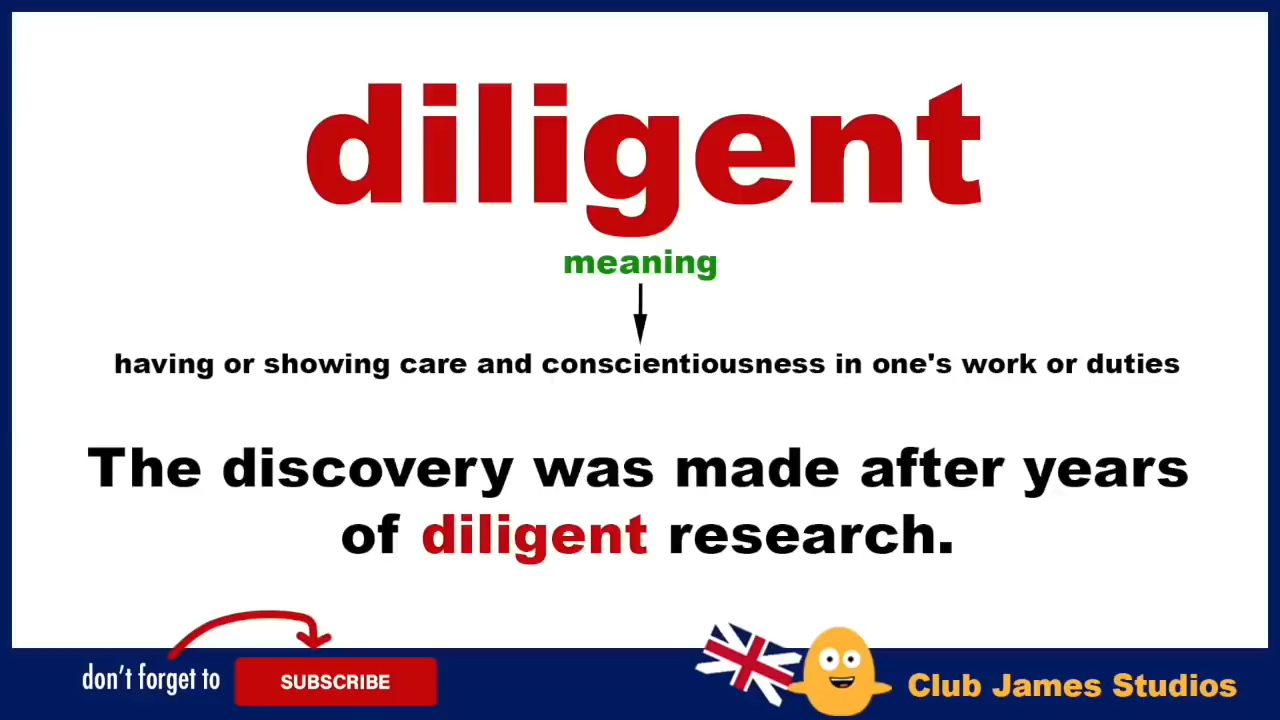 diligent
meaning
having or showing care and conscientiousness in one's work or duties
The discovery was made after years
of diligent research.
don't forget to SUBSCRIBE
Club James Studios